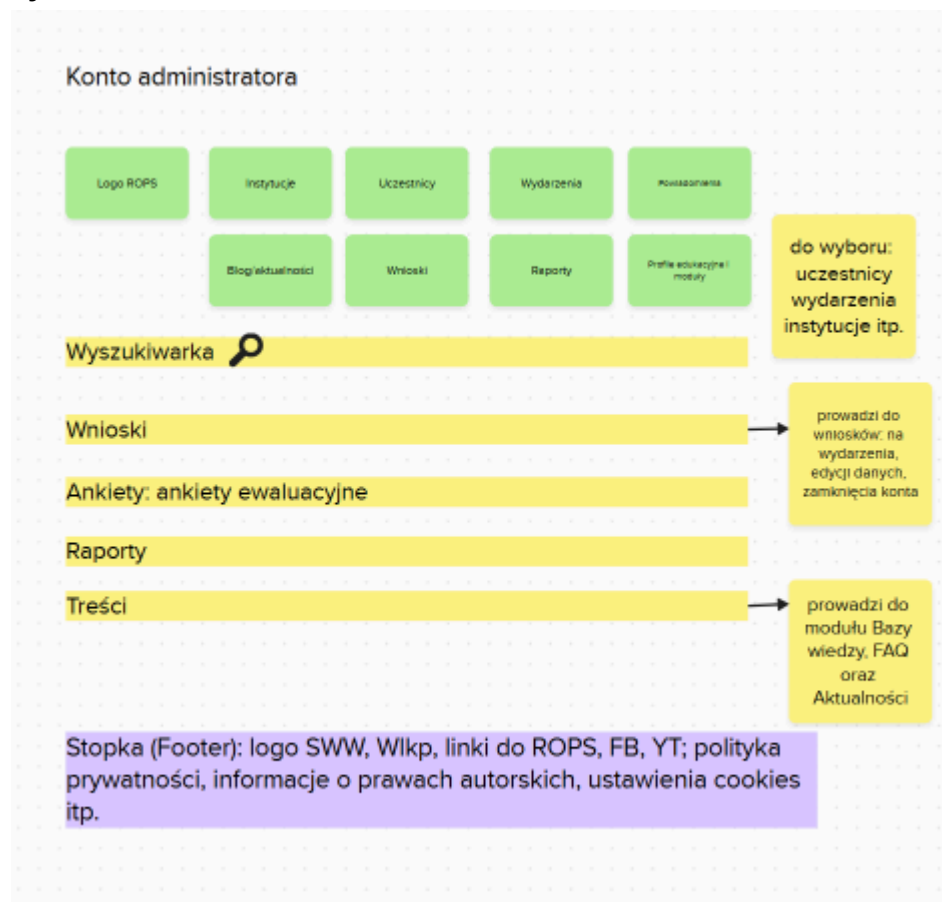 Konto administratora
Logo ROPS
Instytucje
Uczestnicy
Wydarzenia
Powiadomienia
Blog/aktualności
Wnioski
Raporty
Profile edukacyjne i
moduły
do wyboru:
uczestnicy
wydarzenia
instytucje itp.
Wyszukiwarka
Wnioski
prowadzi do
wniosków: na
wydarzenia,
edycji danych,
zamknięcia konta
Ankiety: ankiety ewaluacyjne
Raporty
Treści
prowadzi do
modułu Bazy
wiedzy, FAQ
oraz
Aktualności
Stopka (Footer): logo SWW, Wlkp, linki do ROPS, FB, YT; polityka
prywatności, informacje o prawach autorskich, ustawienia cookies
itp.